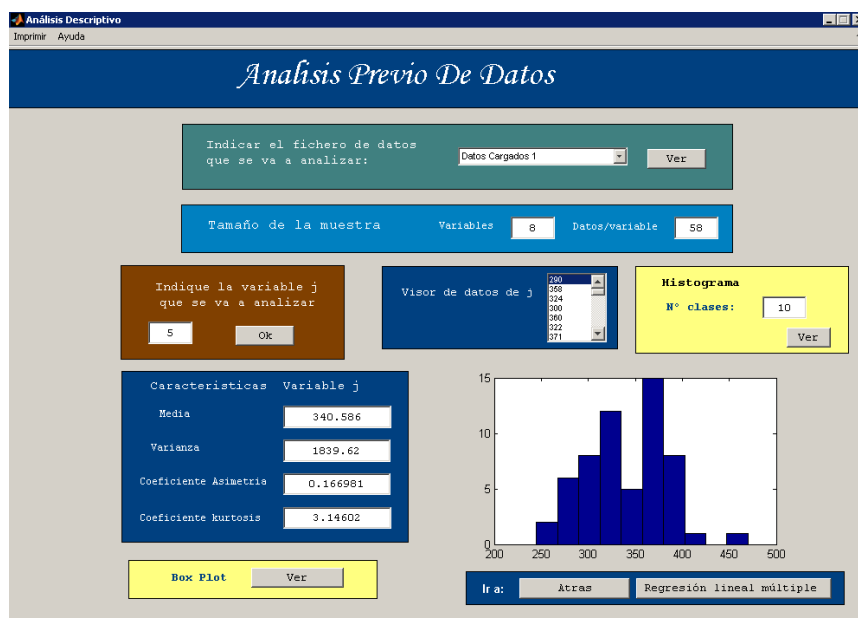 Análisis Descriptivo
Imprimir Ayuda
Analisis Previo De Datos
Indicar el fichero de datos
que se va a analizar:
Datos Cargados 1
Ver
Tamaño de la muestra
Variables
8
Datos/variable
58
Indique la variable j
que se va a analizar
5
Ok
Visor de datos de j
290
358
324
300
360
322
371
Histograma
Nº clases:
10
Ver
Caracteristicas Variable j
Media
340.586
Varianza
1839.62
Coeficiente Asimetria
0.166981
Coeficiente kurtosis
3.14602
15
10
5
0
200 250 300 350 400 450 500
Box Plot
Ver
Ir a:
Atras
Regresión lineal múltiple